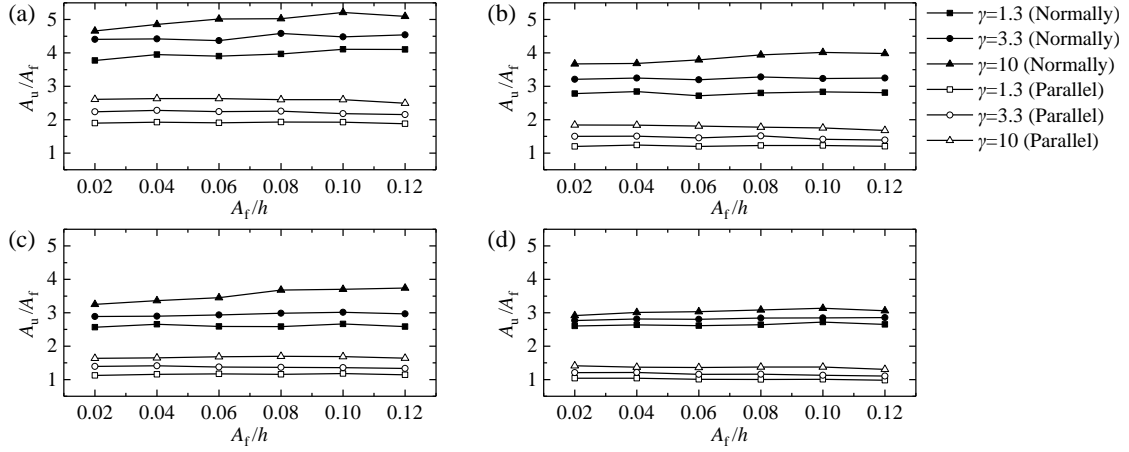 (a)
5
4
3
2
1
A_u/A_f
0.02 0.04 0.06 0.08 0.10 0.12
A_f/h
(b)
5
4
3
2
1
A_u/A_f
0.02 0.04 0.06 0.08 0.10 0.12
A_f/h
γ=1.3 (Normally)
γ=3.3 (Normally)
γ=10 (Normally)
γ=1.3 (Parallel)
γ=3.3 (Parallel)
γ=10 (Parallel)
(c)
5
4
3
2
1
A_u/A_f
0.02 0.04 0.06 0.08 0.10 0.12
A_f/h
(d)
5
4
3
2
1
A_u/A_f
0.02 0.04 0.06 0.08 0.10 0.12
A_f/h